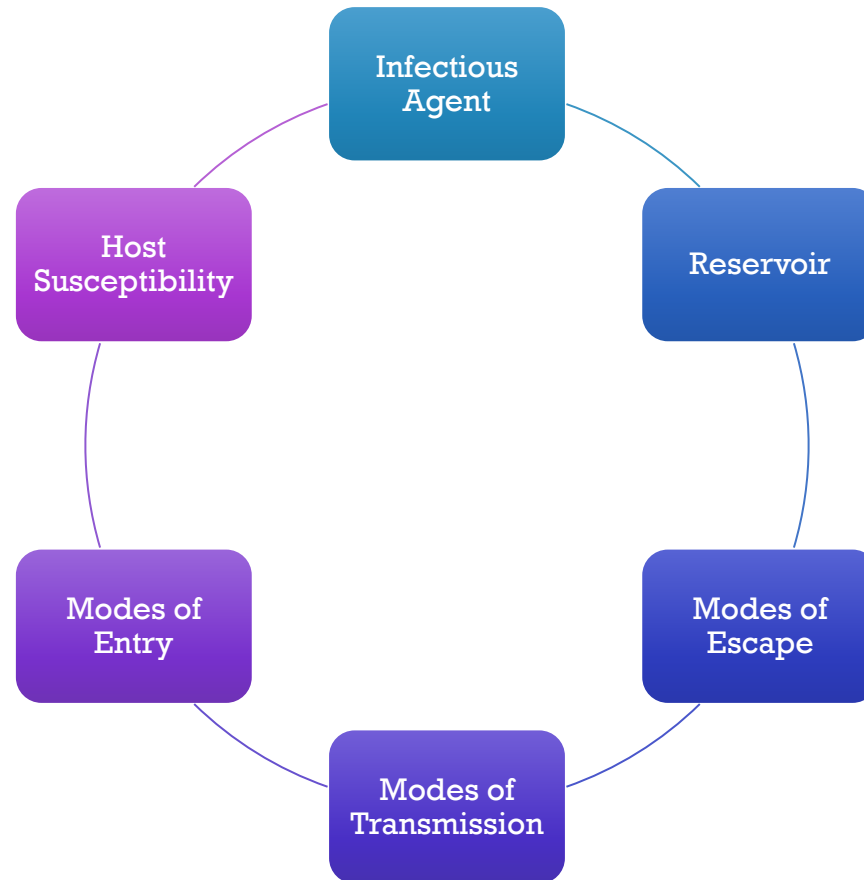 Infectious
Agent
Reservoir
Modes of
Escape
Modes of
Transmission
Modes of
Entry
Host
Susceptibility